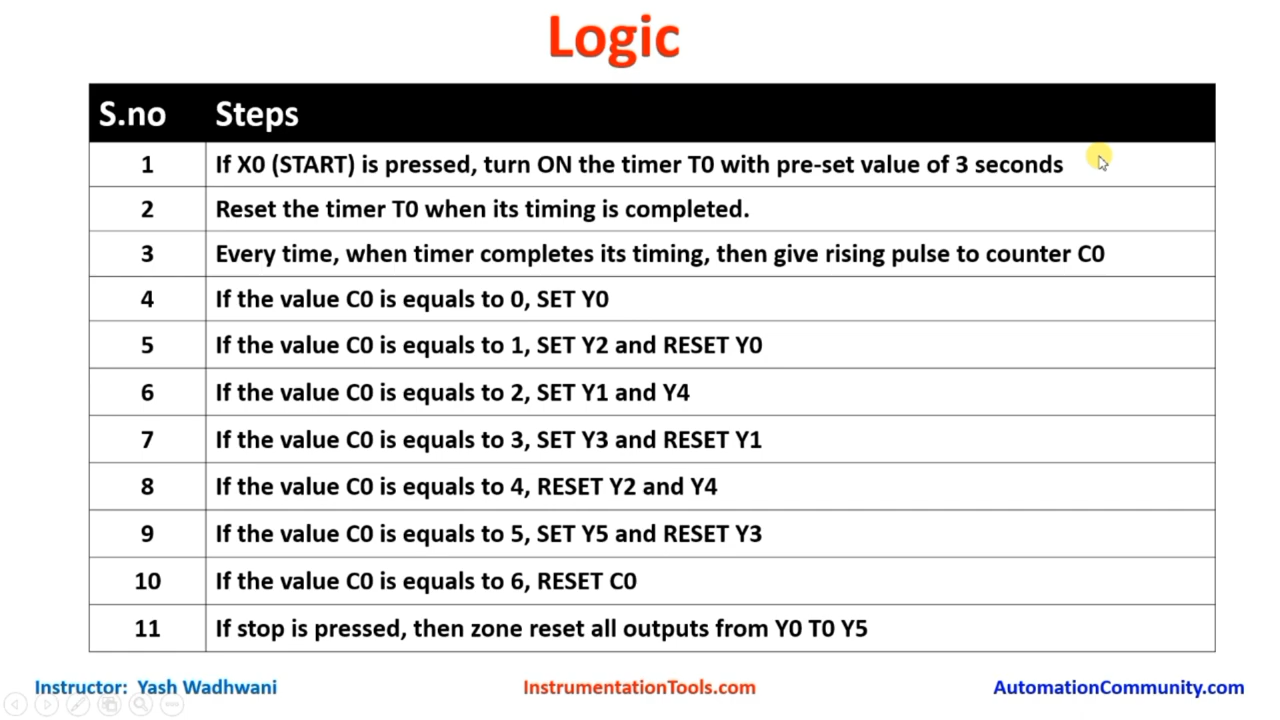 Logic
S.no Steps
1 If X0 (START) is pressed, turn ON the timer T0 with pre-set value of 3 seconds
2 Reset the timer T0 when its timing is completed.
3 Every time, when timer completes its timing, then give rising pulse to counter C0
4 If the value C0 is equals to 0, SET Y0
5 If the value C0 is equals to 1, SET Y2 and RESET Y0
6 If the value C0 is equals to 2, SET Y1 and Y4
7 If the value C0 is equals to 3, SET Y3 and RESET Y1
8 If the value C0 is equals to 4, RESET Y2 and Y4
9 If the value C0 is equals to 5, SET Y5 and RESET Y3
10 If the value C0 is equals to 6, RESET C0
11 If stop is pressed, then zone reset all outputs from Y0 T0 Y5
Instructor: Yash Wadhwani InstrumentationTools.com AutomationCommunity.com